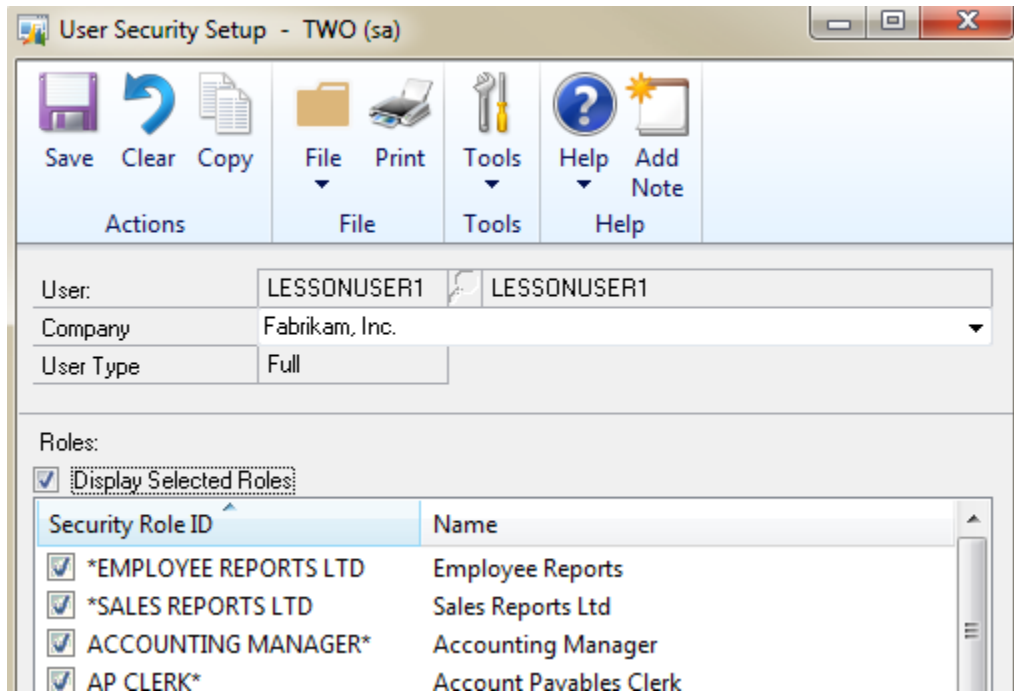 User Security Setup - TWO (sa)
Save Clear Copy File Print Tools Help Add Note
Actions File Tools Help
User: LESSONUSER1 LESSONUSER1
Company Fabrikam, Inc.
User Type Full
Roles:
Display Selected Roles
Security Role ID Name
*EMPLOYEE REPORTS LTD Employee Reports
*SALES REPORTS LTD Sales Reports Ltd
ACCOUNTING MANAGER* Accounting Manager
AP CLERK* Account Payables Clerk